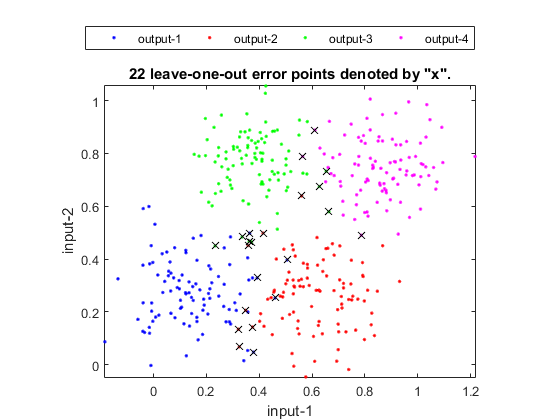 output-1 output-2 output-3 output-4
22 leave-one-out error points denoted by "x".
1
0.8
0.6
0.4
0.2
0
input-2
0 0.2 0.4 0.6 0.8 1 1.2
input-1